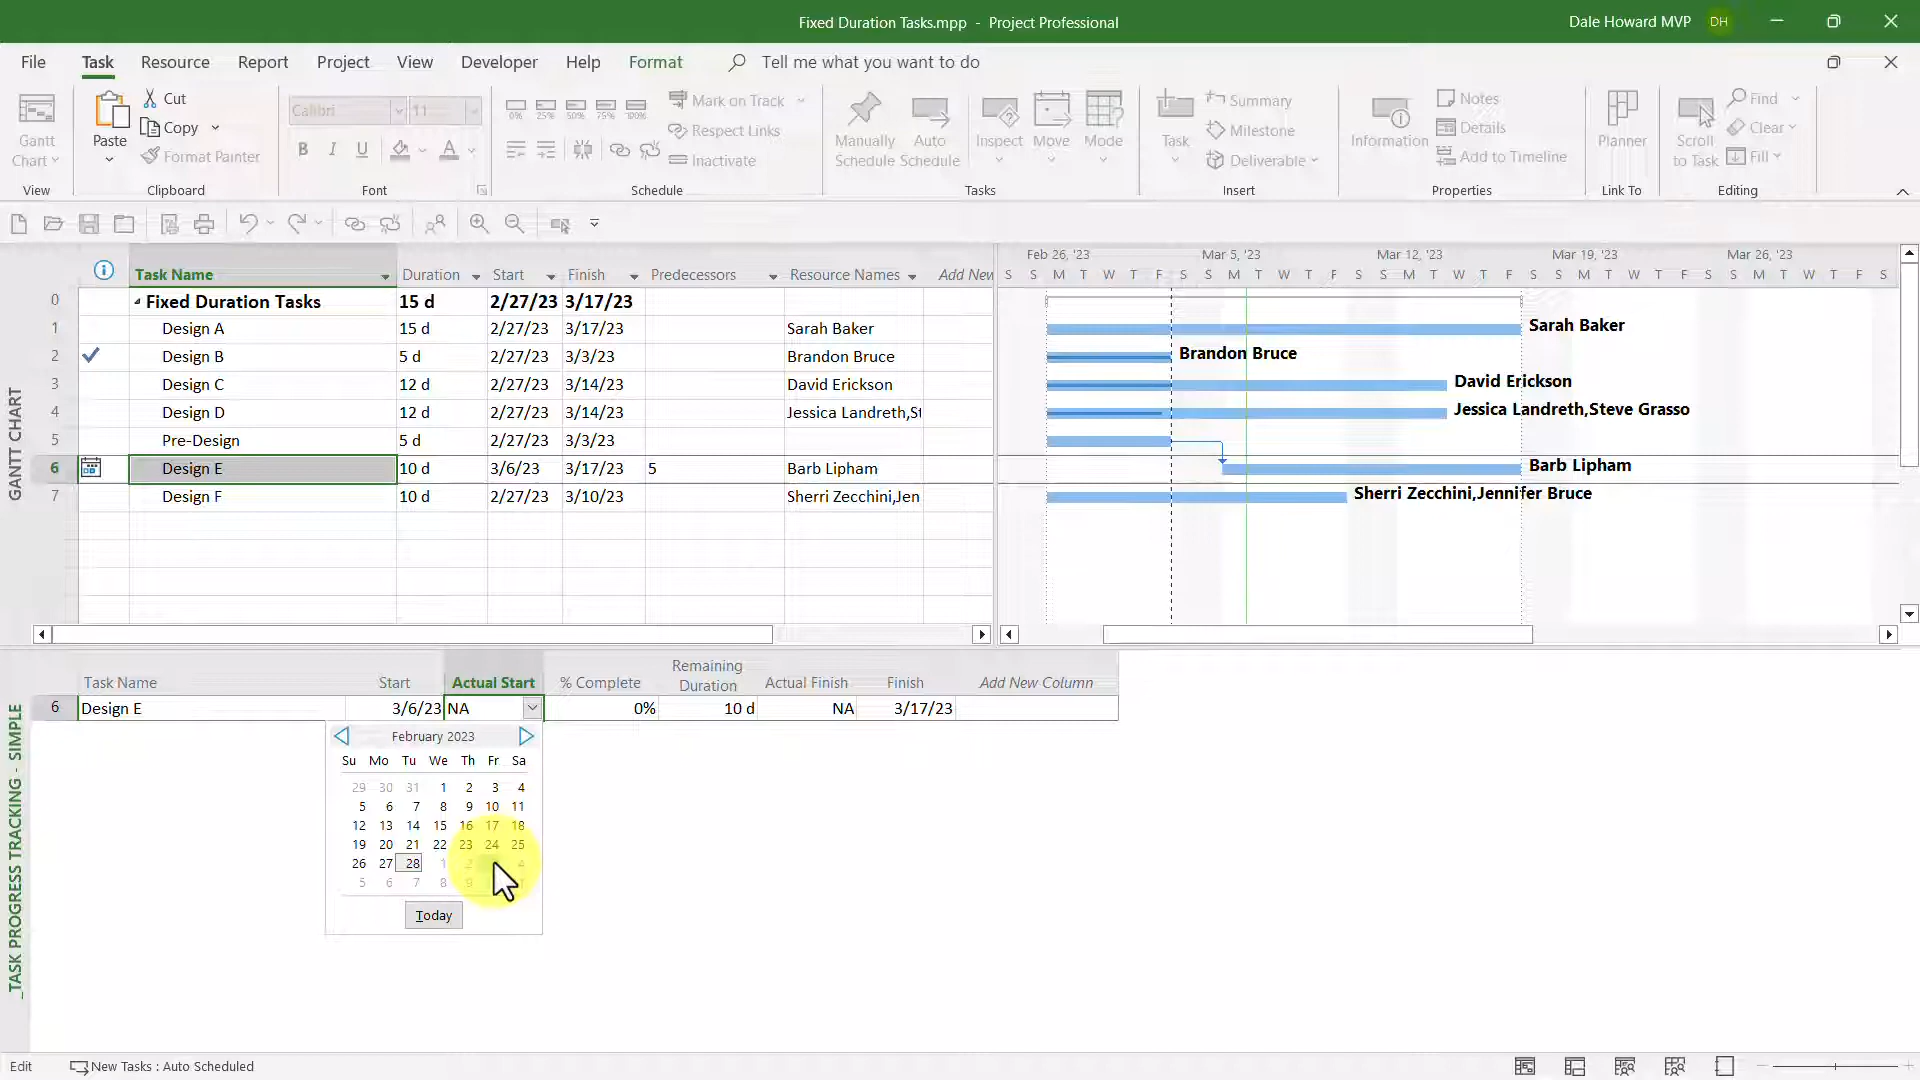 Fixed Duration Tasks.mpp - Project Professional
Dale Howard MVP DH
File Task Resource Report Project View Developer Help Format Tell me what you want to do
Gantt Chart
View
Paste
Cut
Copy
Format Painter
Clipboard
Calibri 11
B I U A
Font
0% 25% 50% 75% 100%
Mark on Track
Respect Links
Inactivate
Schedule
Manually Schedule
Auto Schedule
Inspect Move Mode
Tasks
Task
Summary
Milestone
Deliverable
Insert
Information
Notes
Details
Add to Timeline
Properties
Planner
Link To
Scroll to Task
Find
Clear
Fill
Editing
GANTT CHART
Task Name Duration Start Finish Predecessors Resource Names Add New
0 Fixed Duration Tasks 15 d 2/27/23 3/17/23
1 Design A 15 d 2/27/23 3/17/23 Sarah Baker
2 Design B 5 d 2/27/23 3/3/23 Brandon Bruce
3 Design C 12 d 2/27/23 3/14/23 David Erickson
4 Design D 12 d 2/27/23 3/14/23 Jessica Landreth,St
5 Pre-Design 5 d 2/27/23 3/3/23
6 Design E 10 d 3/6/23 3/17/23 5 Barb Lipham
7 Design F 10 d 2/27/23 3/10/23 Sherri Zecchini,Jen
Feb 26, '23 Mar 5, '23 Mar 12, '23 Mar 19, '23 Mar 26, '23
S S M T W T F S S M T W T F S S M T W T F S S M T W T F S S M T W T F S
Sarah Baker
Brandon Bruce
David Erickson
Jessica Landreth,Steve Grasso
Barb Lipham
Sherri Zecchini,Jennifer Bruce
_TASK PROGRESS TRACKING - SIMPLE
Task Name Start Actual Start % Complete Remaining Duration Actual Finish Finish Add New Column
6 Design E 3/6/23 NA 0% 10 d NA 3/17/23
February 2023
Su Mo Tu We Th Fr Sa
29 30 31 1 2 3 4
5 6 7 8 9 10 11
12 13 14 15 16 17 18
19 20 21 22 23 24 25
26 27 28 1 2 4
5 6 7 8 9
Today
Edit New Tasks : Auto Scheduled